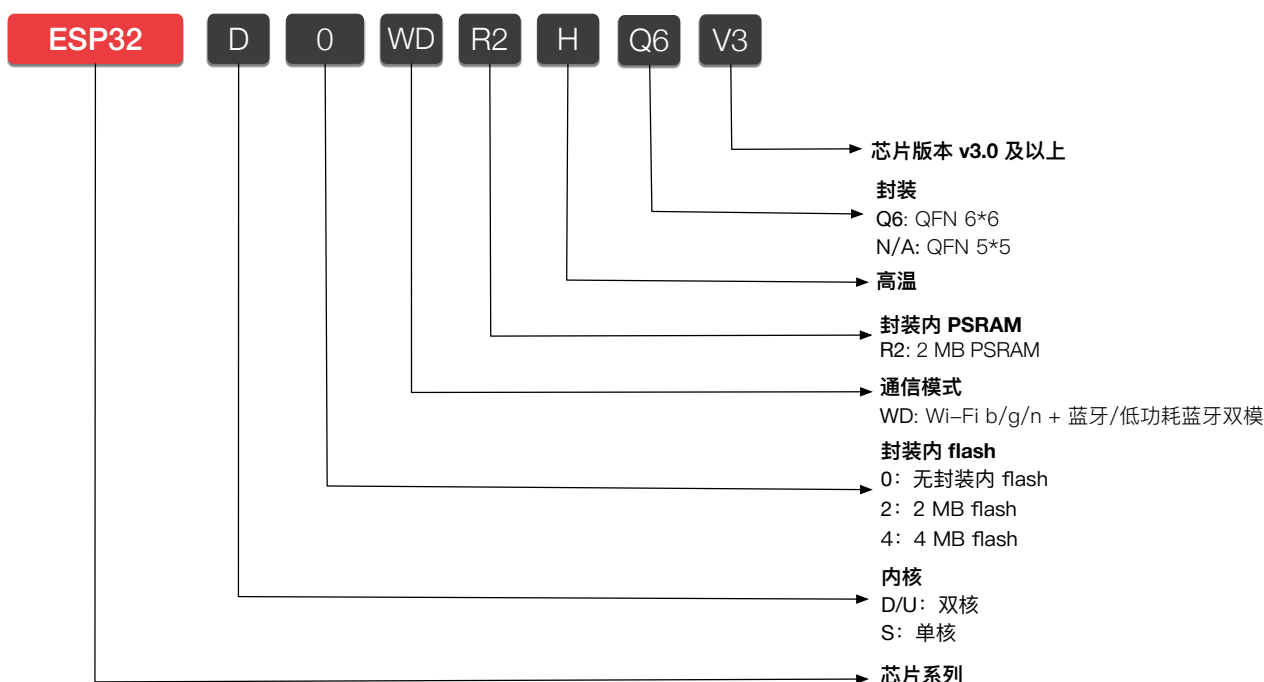 ESP32 D 0 WD R2 H Q6 V3
芯片版本 v3.0 及以上
封装
Q6: QFN 6*6
N/A: QFN 5*5
高温
封装内 PSRAM
R2: 2 MB PSRAM
通信模式
WD: Wi–Fi b/g/n + 蓝牙/低功耗蓝牙双模
封装内 flash
0：无封装内 flash
2：2 MB flash
4：4 MB flash
内核
D/U：双核
S：单核
芯片系列